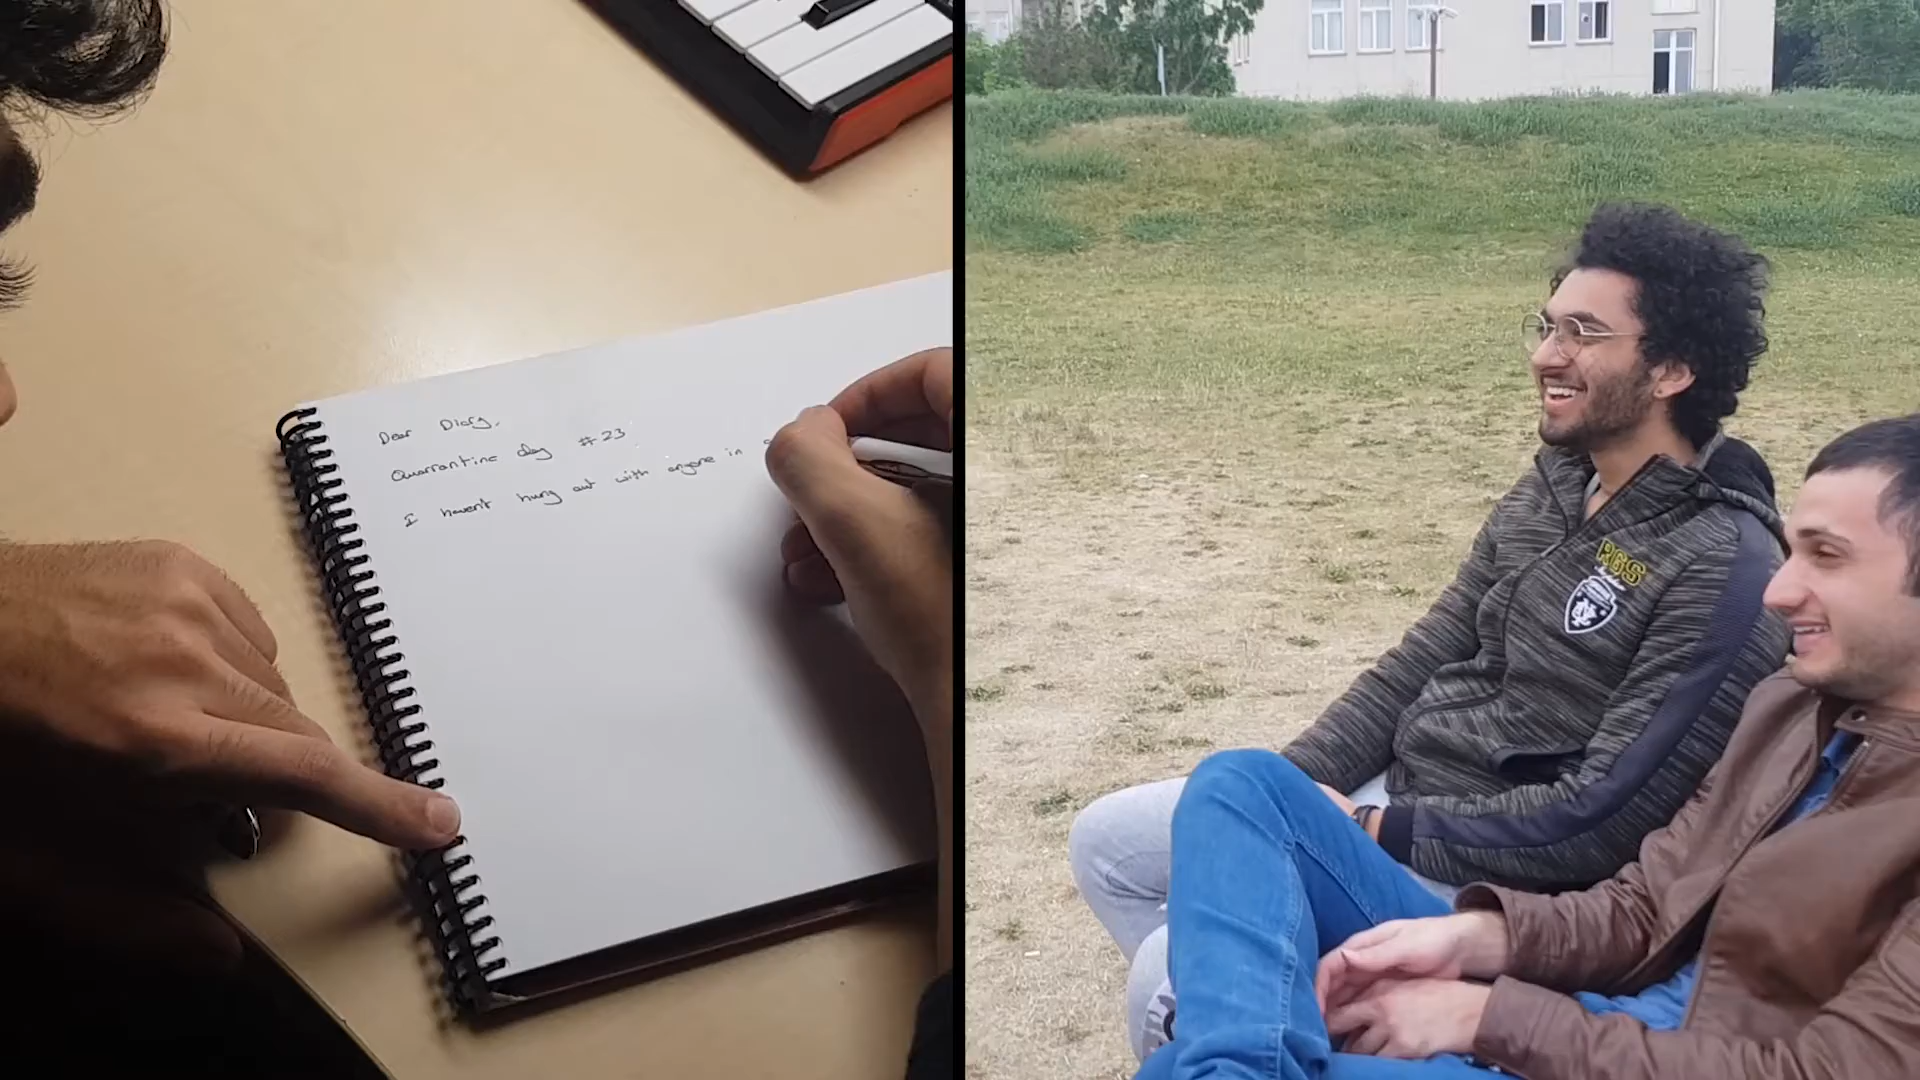 Dear Diary,
Quarantine day #23
I haven't hung out with anyone in
RGS